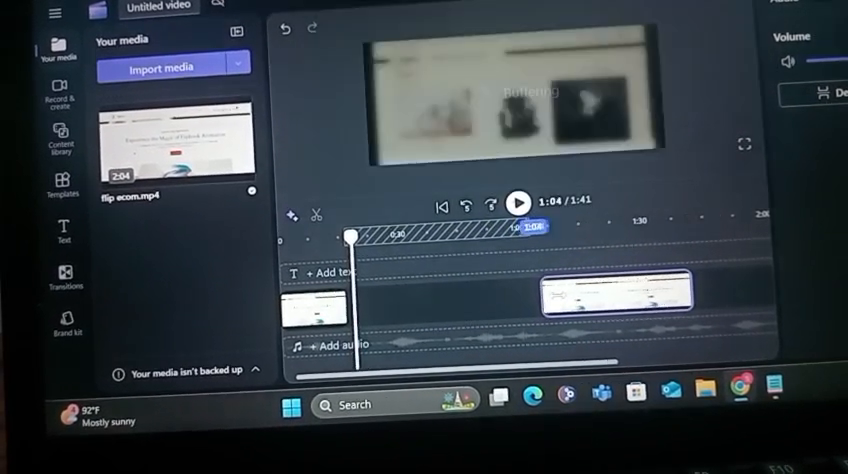 Untitled video
Your media
Import media
2:04
flip ecom.mp4
Your media
Record &
create
Content
library
Templates
Text
Transitions
Brand kit
Your media isn't backed up
Buffering
1:04 / 1:41
0
0:30
1:04
1:30
2:00
T + Add text
+ Add audio
Volume
De
92°F
Mostly sunny
Search
F10